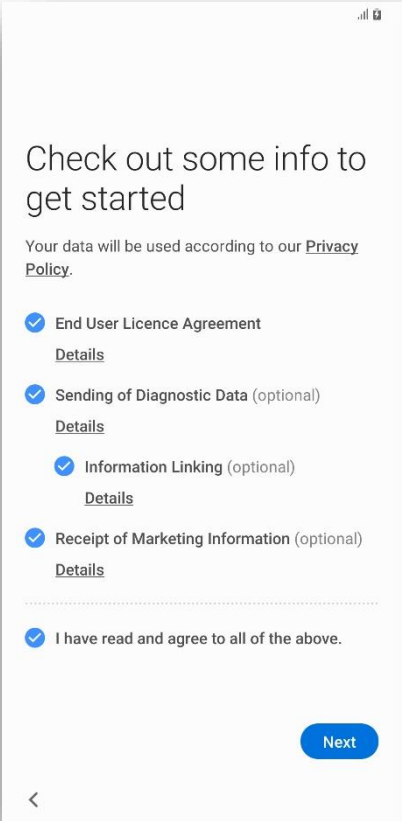 Check out some info to
get started
Your data will be used according to our Privacy
Policy.
End User Licence Agreement
Details
Sending of Diagnostic Data (optional)
Details
Information Linking (optional)
Details
Receipt of Marketing Information (optional)
Details
I have read and agree to all of the above.
Next